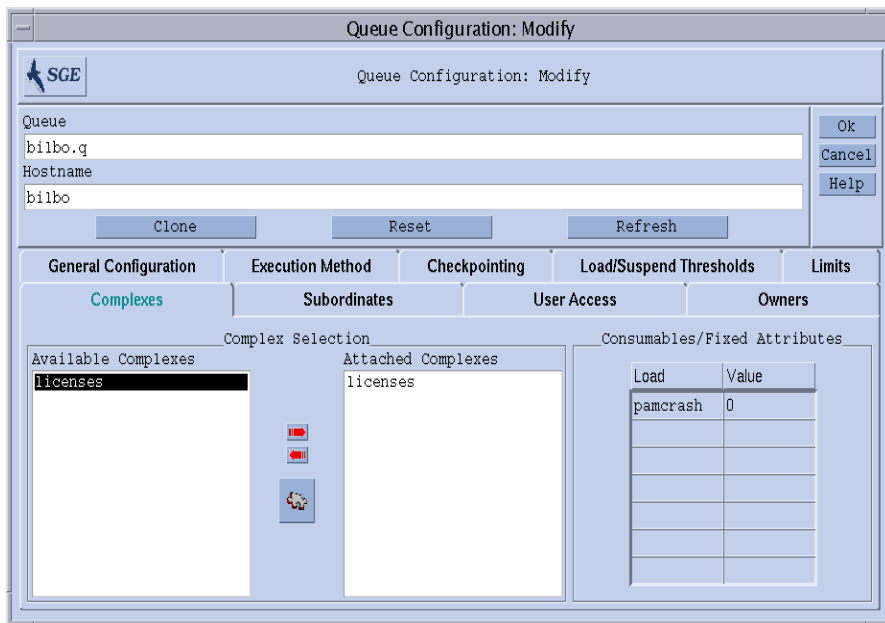 Queue Configuration: Modify
SGE
Queue Configuration: Modify
Queue
bilbo.q
Hostname
bilbo
Ok
Cancel
Help
Clone Reset Refresh
General Configuration Execution Method Checkpointing Load/Suspend Thresholds Limits
Complexes Subordinates User Access Owners
Complex Selection
Available Complexes
licenses
Attached Complexes
licenses
Consumables/Fixed Attributes
Load Value
pamcrash 0